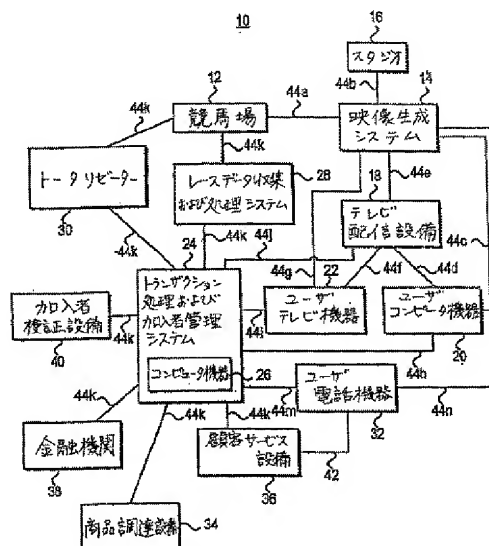 10
16
スタジオ
44b
12
競馬場
44a
14
映像生成
システム
44k
44k
44e
トータリゼーター
30
28
レースデータ収集
および処理システム
18
テレビ
配信設備
44c
44k
24
44k
44j
44g
22
44f
44d
トランザクション
処理および
加入者管理
システム
ユーザ
テレビ機器
ユーザ
コンピュータ機器
20
加入者
検証設備
40
44k
44i
コンピュータ機器
26
44h
44k
44k
44m
ユーザ
電話機器
32
44n
金融機関
38
44k
顧客サービス
設備
36
42
商品調達設備
34